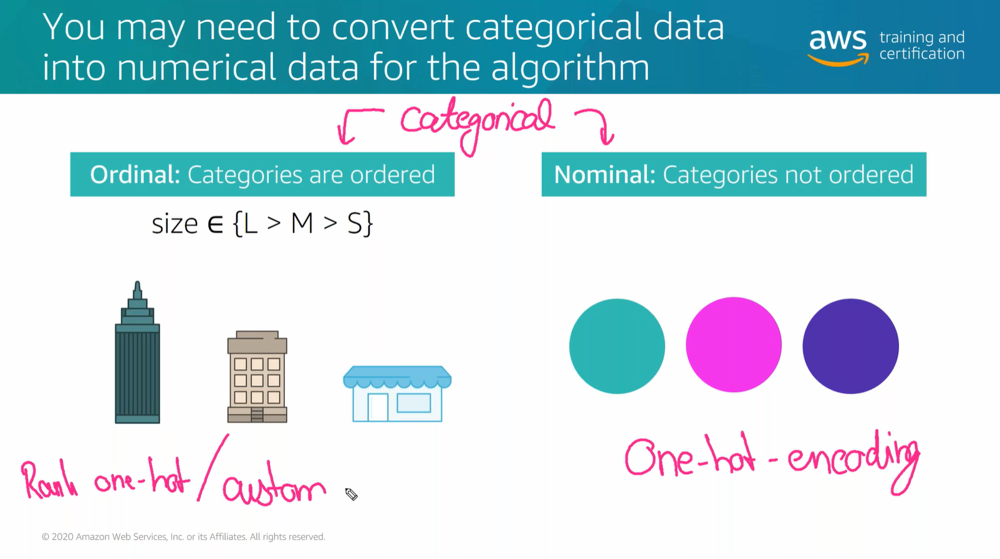 You may need to convert categorical data
into numerical data for the algorithm
aws training and
certification
Categorical
Ordinal: Categories are ordered
Nominal: Categories not ordered
size ∈ {L > M > S}
Rank one-hot / custom
One-hot-encoding
© 2020 Amazon Web Services, Inc. or its Affiliates. All rights reserved.